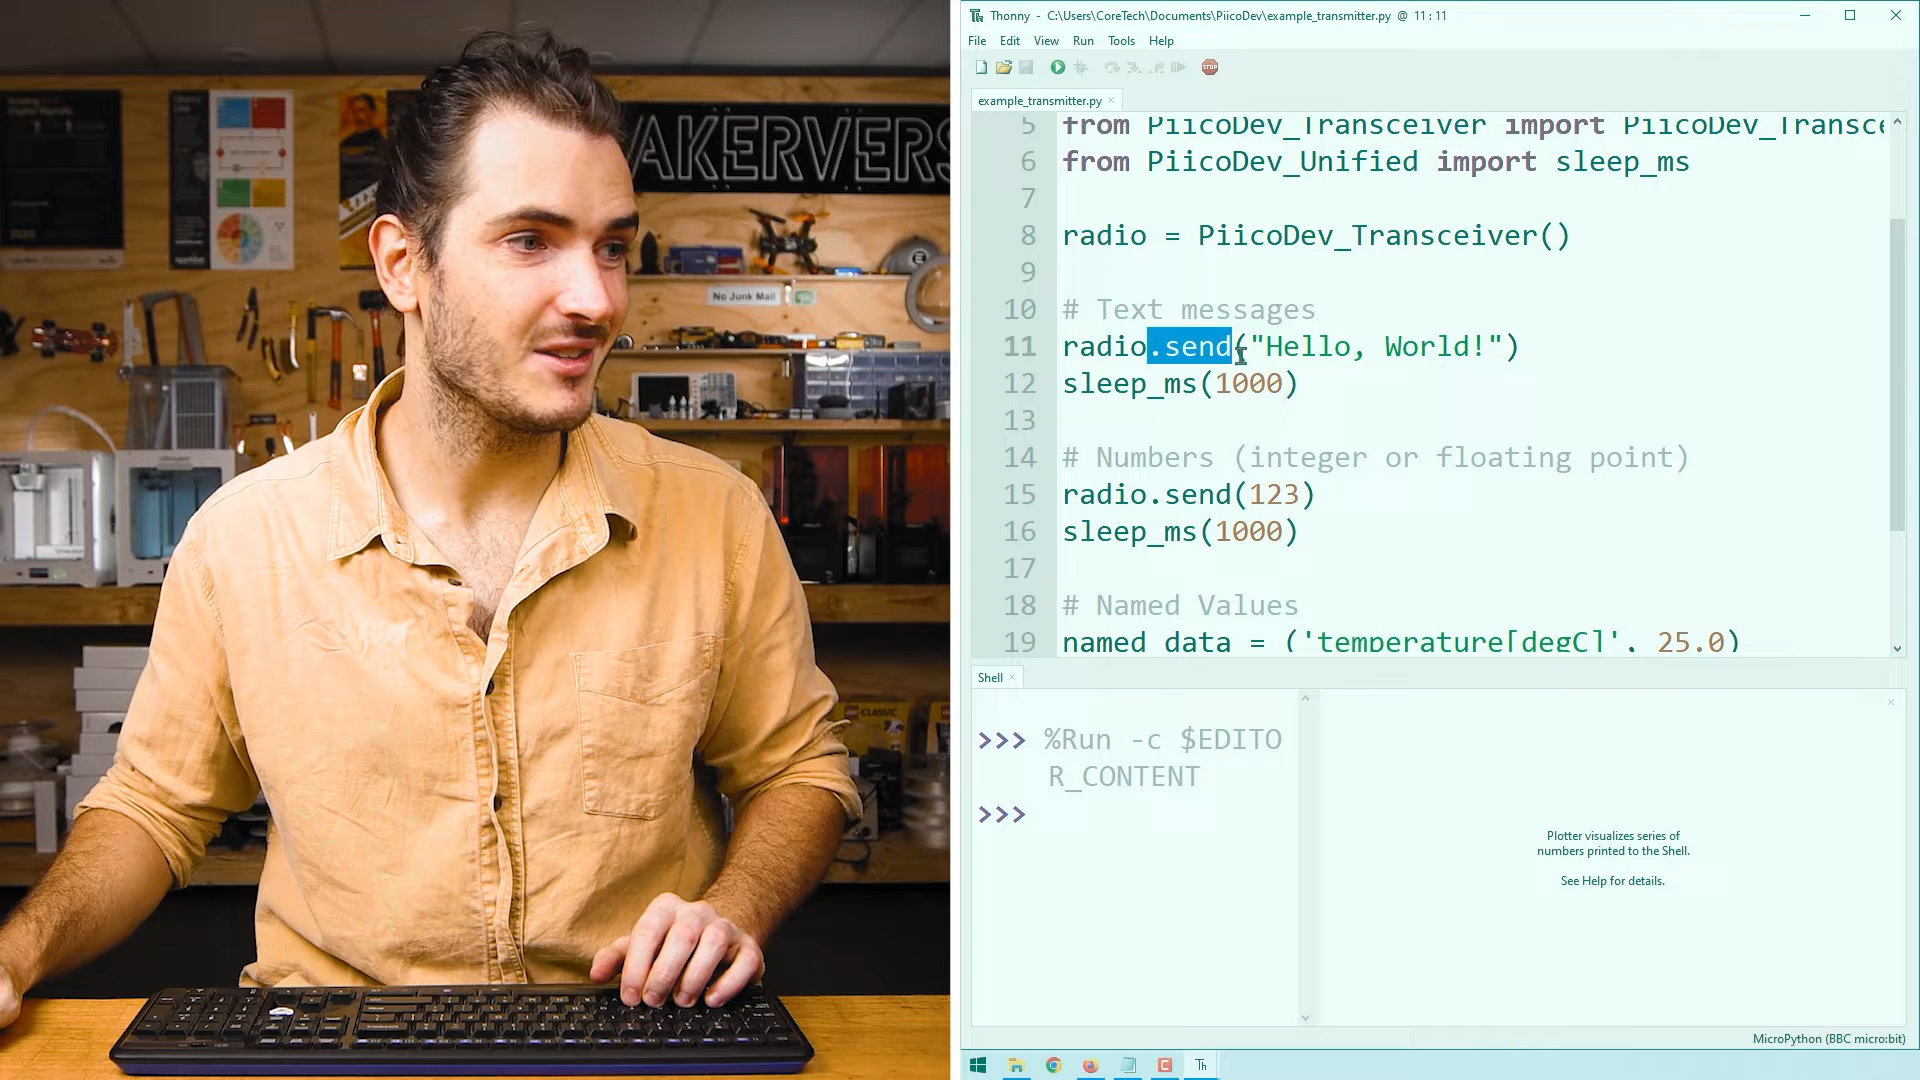 AKERVERS
No Junk Mail
CLASSIC
Thonny - C:\Users\CoreTech\Documents\PiicoDev\example_transmitter.py @ 11 : 11
File Edit View Run Tools Help
STOP
example_transmitter.py
5 from PiicoDev_Transceiver import PiicoDev_Transce
6 from PiicoDev_Unified import sleep_ms
7
8 radio = PiicoDev_Transceiver()
9
10 # Text messages
11 radio.send("Hello, World!")
12 sleep_ms(1000)
13
14 # Numbers (integer or floating point)
15 radio.send(123)
16 sleep_ms(1000)
17
18 # Named Values
19 named_data = ('temperature[degC]', 25.0)
Shell
>>> %Run -c $EDITO
R_CONTENT
>>>
Plotter visualizes series of
numbers printed to the Shell.
See Help for details.
MicroPython (BBC micro:bit)
Th